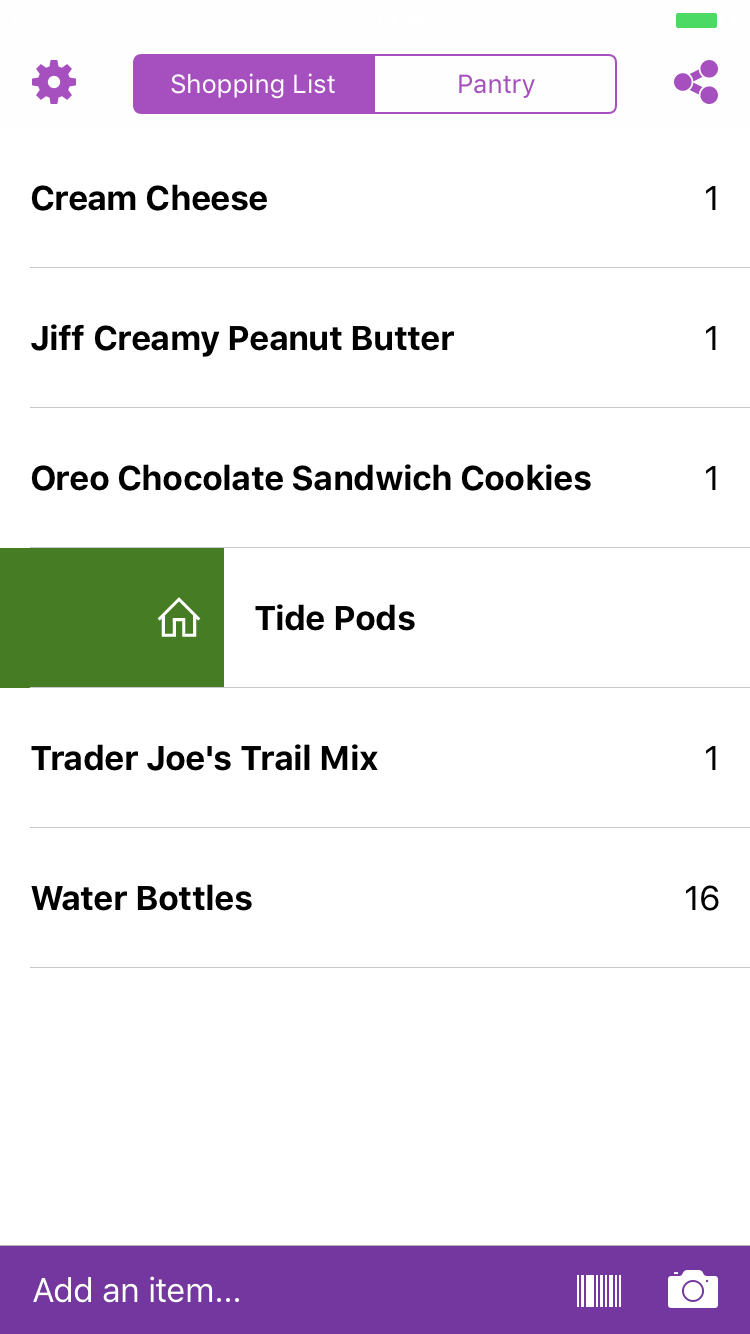 Shopping List Pantry
Cream Cheese 1
Jiff Creamy Peanut Butter 1
Oreo Chocolate Sandwich Cookies 1
Tide Pods
Trader Joe's Trail Mix 1
Water Bottles 16
Add an item...